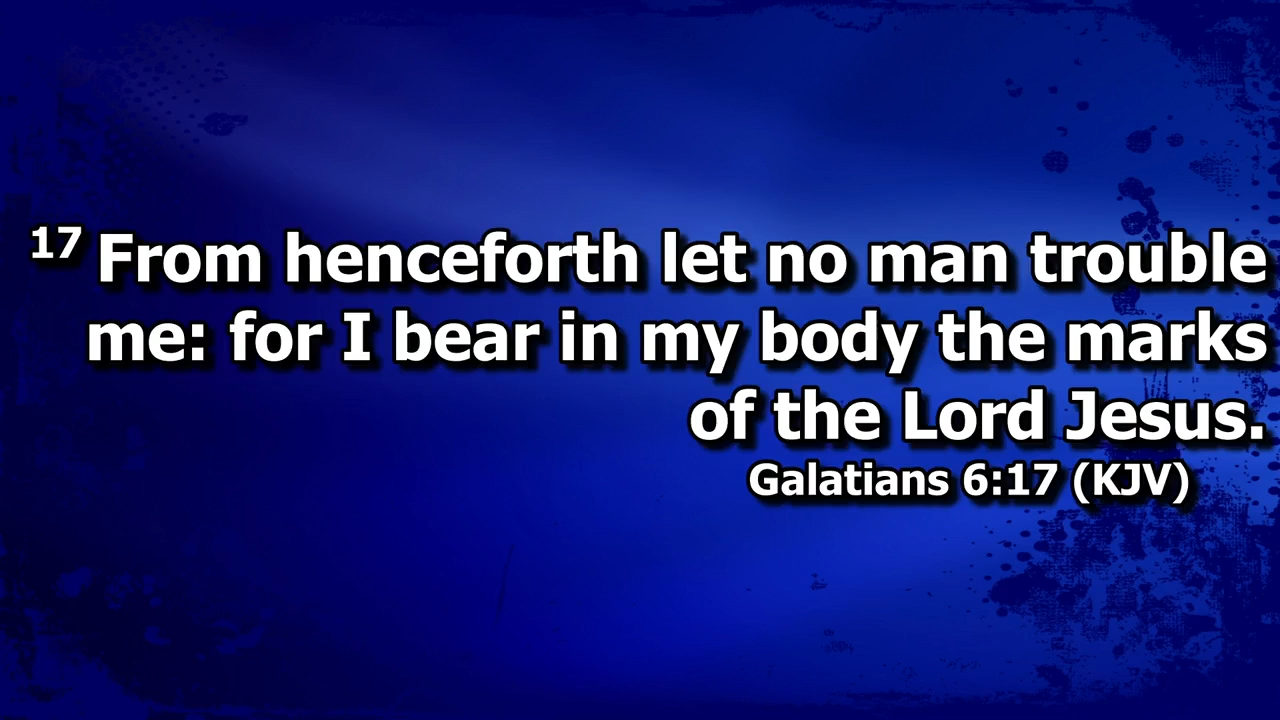 17 From henceforth let no man trouble
me: for I bear in my body the marks
of the Lord Jesus.
Galatians 6:17 (KJV)